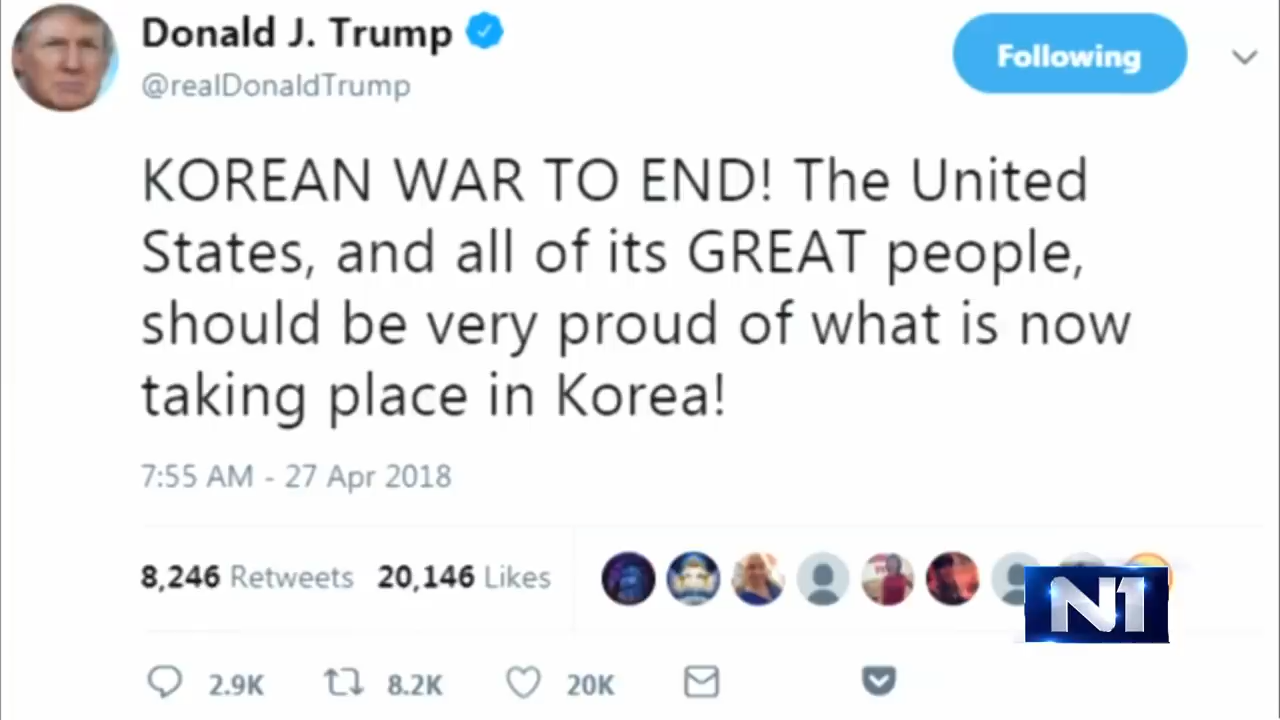 Donald J. Trump
Following
@realDonaldTrump
KOREAN WAR TO END! The United
States, and all of its GREAT people,
should be very proud of what is now
taking place in Korea!
7:55 AM - 27 Apr 2018
8,246 Retweets 20,146 Likes
N1
2.9K 8.2K 20K